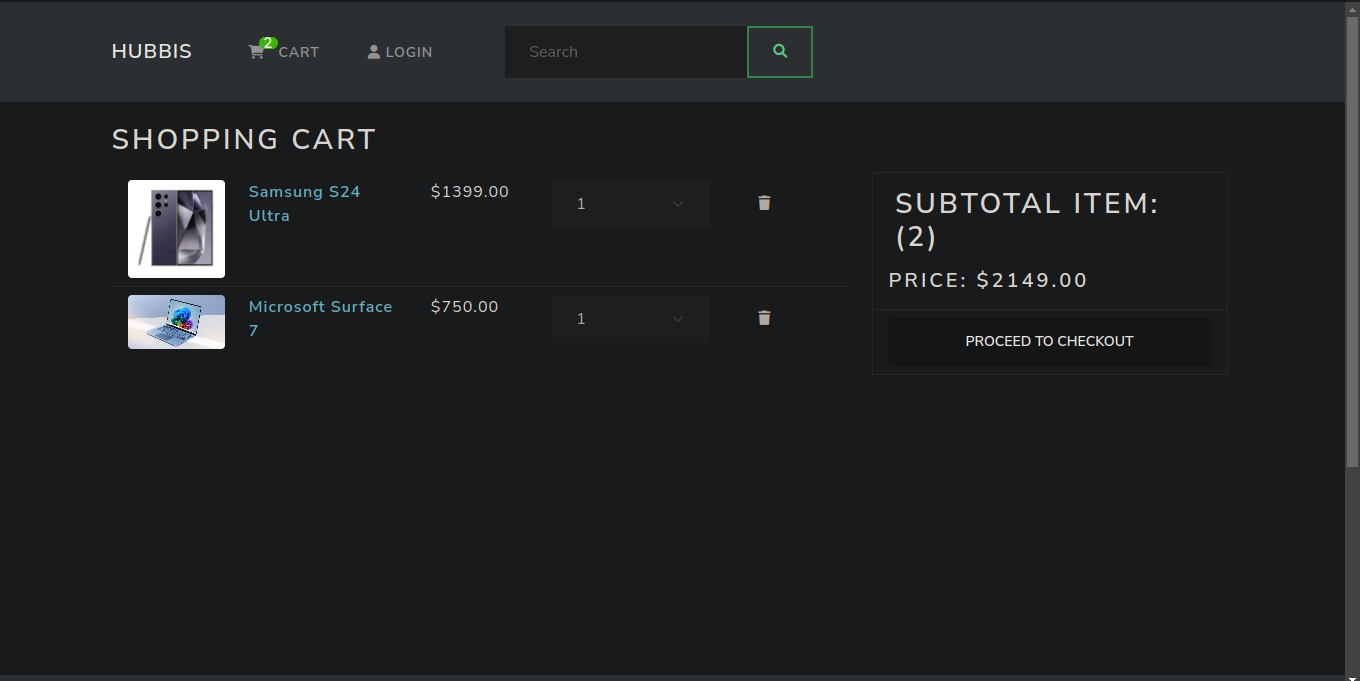 HUBBIS
2
CART
LOGIN
Search
SHOPPING CART
Samsung S24
Ultra
$1399.00
1
Microsoft Surface
7
$750.00
1
SUBTOTAL ITEM:
(2)
PRICE: $2149.00
PROCEED TO CHECKOUT